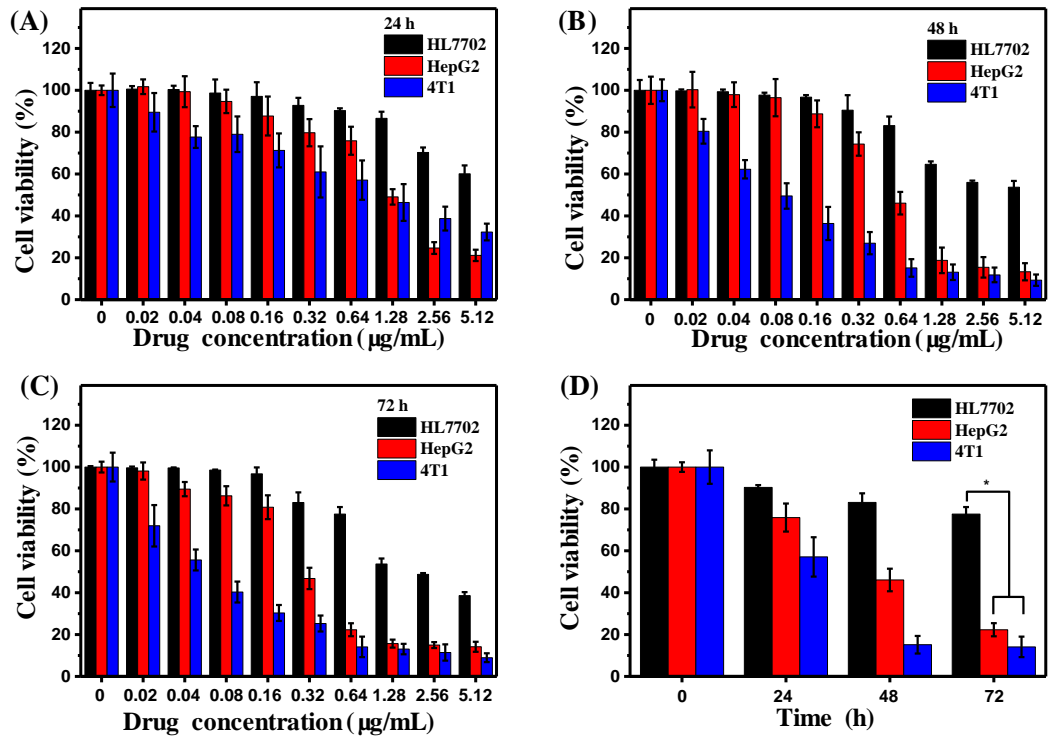 (A)
24 h
HL7702
HepG2
4T1
Cell viability (%)
120
100
80
60
40
20
0
0 0.02 0.04 0.08 0.16 0.32 0.64 1.28 2.56 5.12
Drug concentration (µg/mL)
(B)
48 h
HL7702
HepG2
4T1
Cell viability (%)
120
100
80
60
40
20
0
0 0.02 0.04 0.08 0.16 0.32 0.64 1.28 2.56 5.12
Drug concentration (µg/mL)
(C)
72 h
HL7702
HepG2
4T1
Cell viability (%)
120
100
80
60
40
20
0
0 0.02 0.04 0.08 0.16 0.32 0.64 1.28 2.56 5.12
Drug concentration (µg/mL)
(D)
HL7702
HepG2
4T1
Cell viability (%)
120
100
80
60
40
20
0
*
0 24 48 72
Time (h)